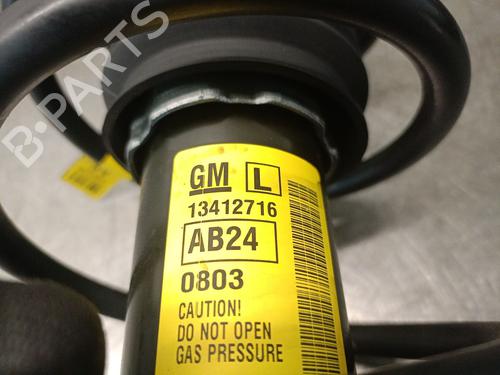 B-PARTS
GM L
13412716
AB24
0803
CAUTION!
DO NOT OPEN
GAS PRESSURE